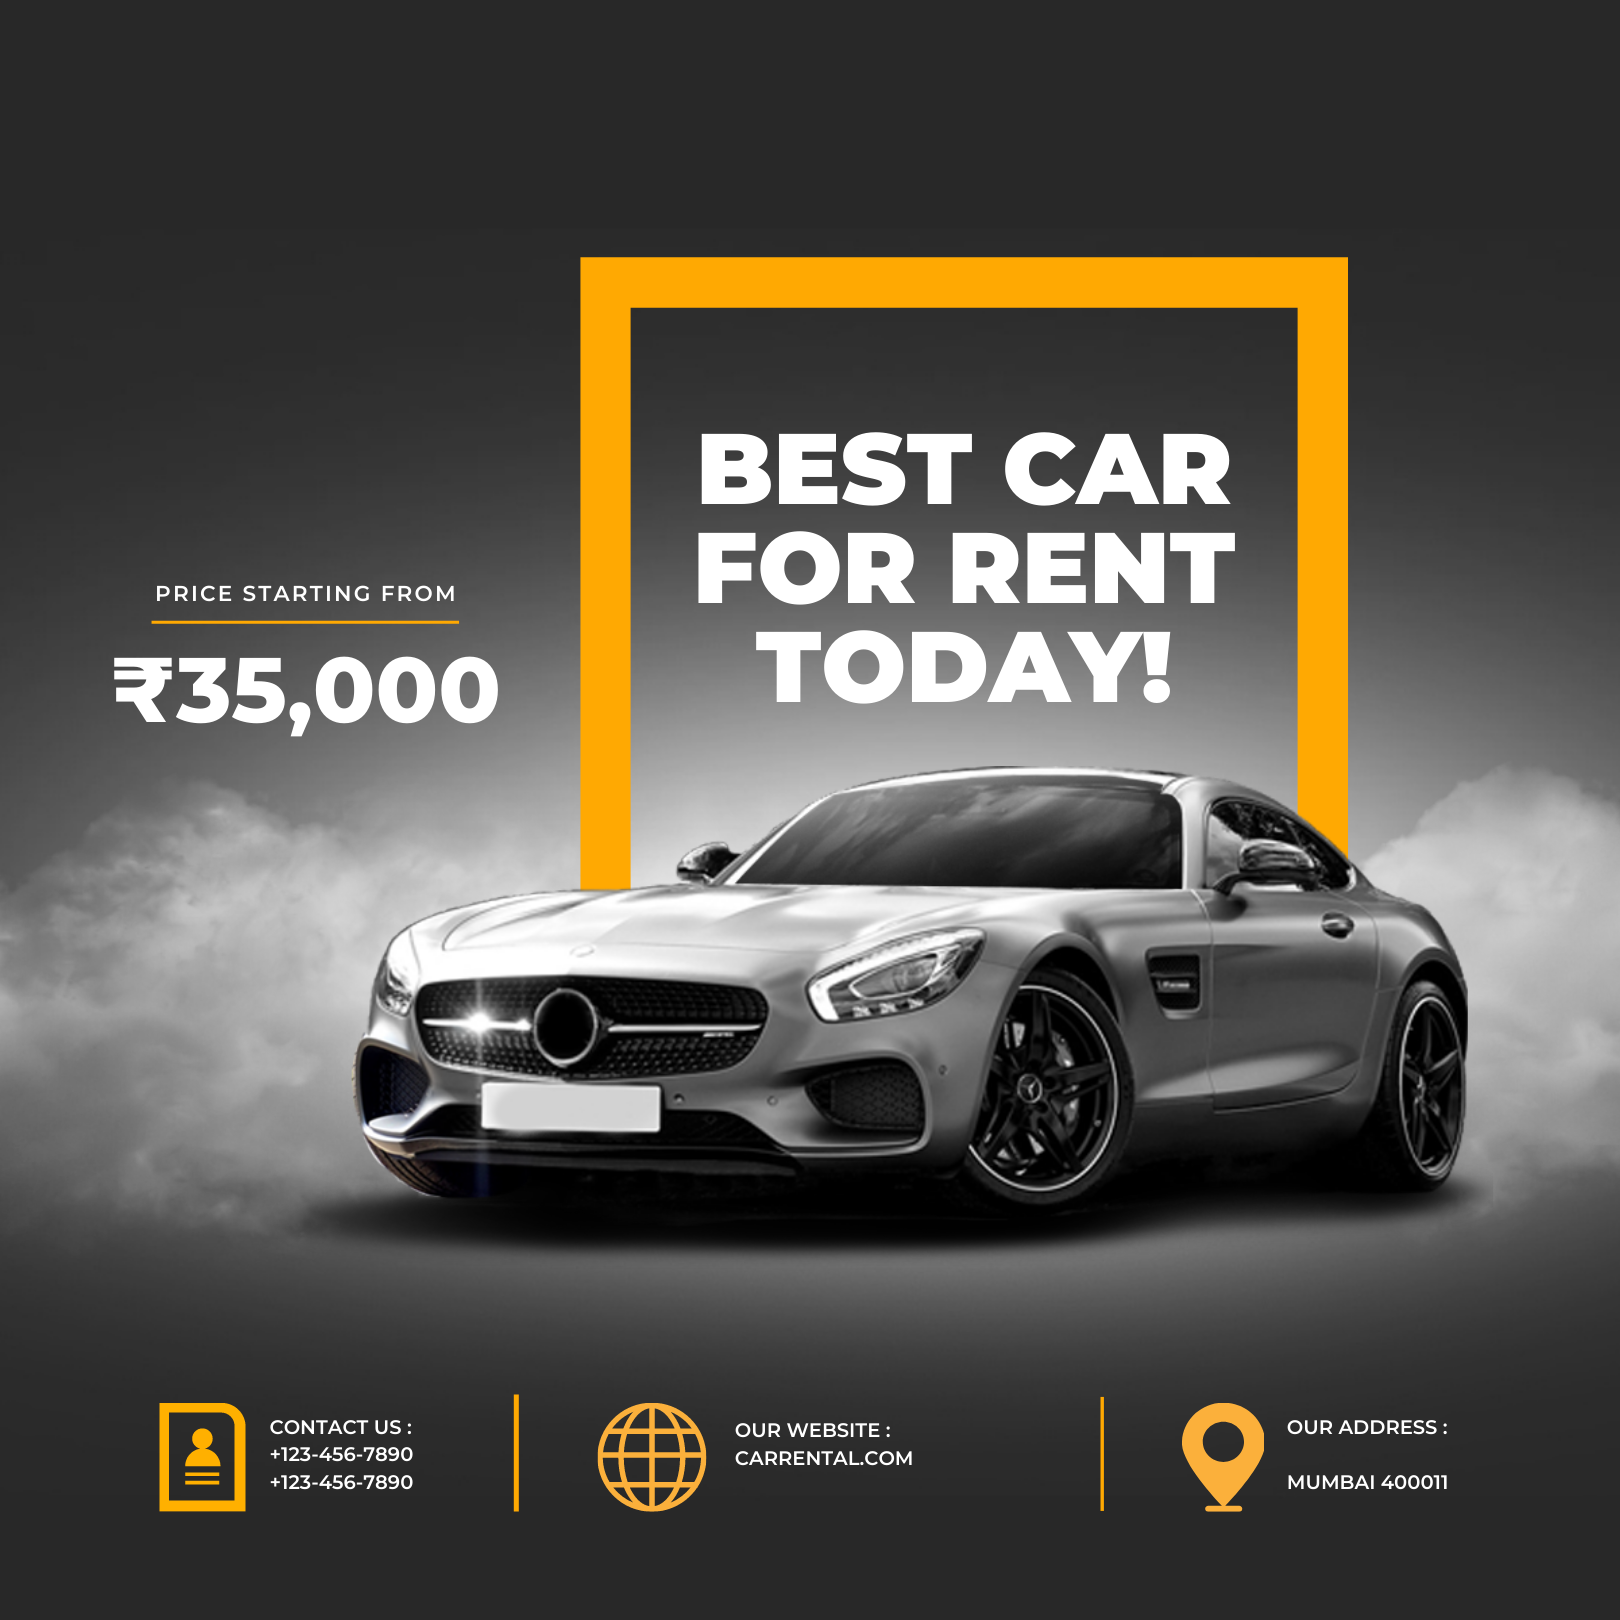 BEST CAR
FOR RENT
TODAY!
PRICE STARTING FROM
₹35,000
CONTACT US :
+123-456-7890
+123-456-7890
OUR WEBSITE :
CARRENTAL.COM
OUR ADDRESS :
MUMBAI 400011